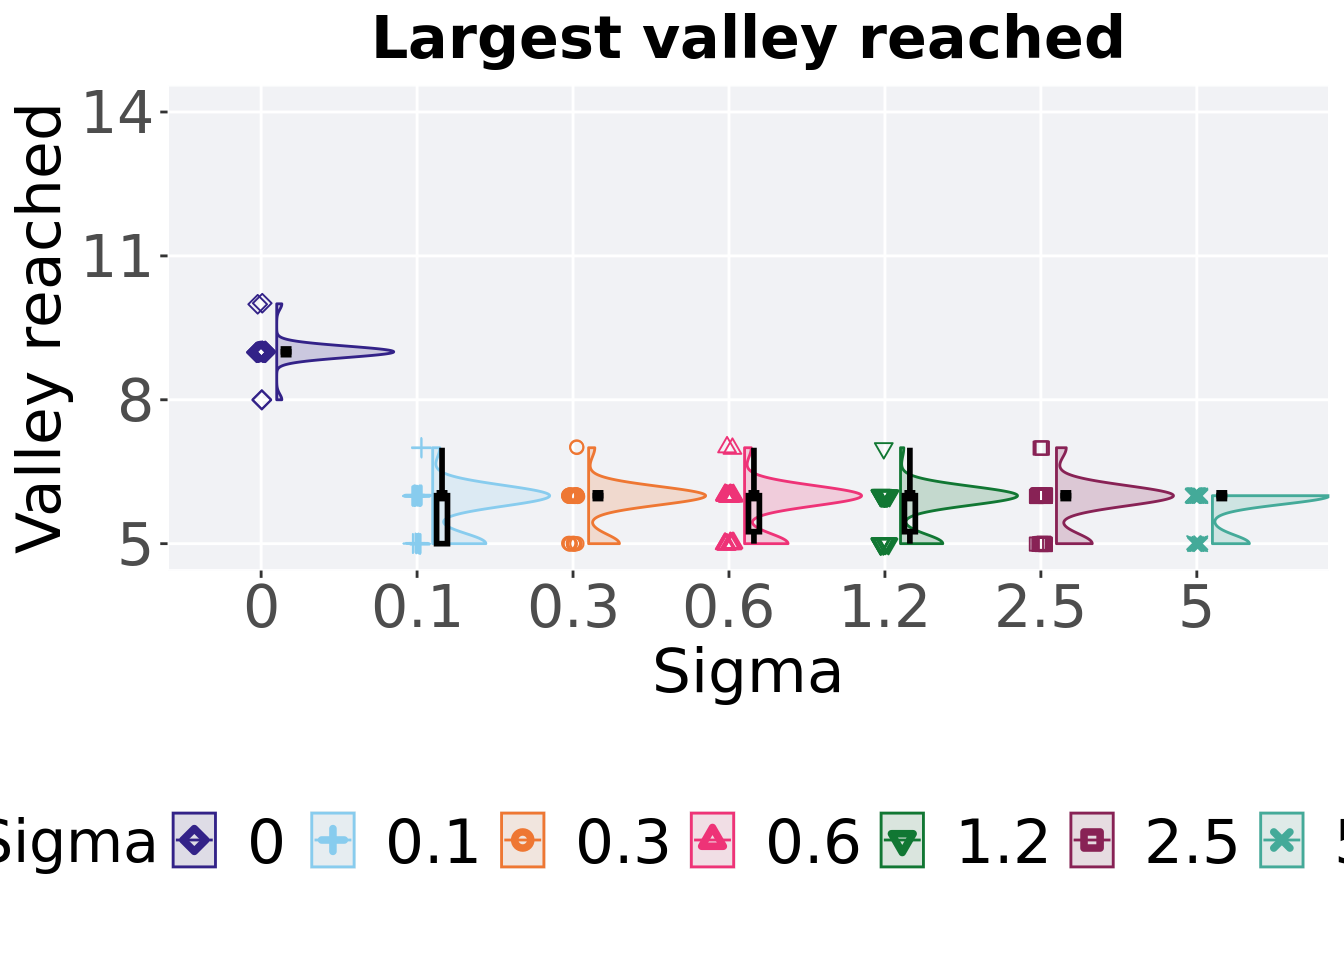 Largest valley reached
Valley reached
14
11
8
5
0 0.1 0.3 0.6 1.2 2.5 5
Sigma
Sigma 0 0.1 0.3 0.6 1.2 2.5 5